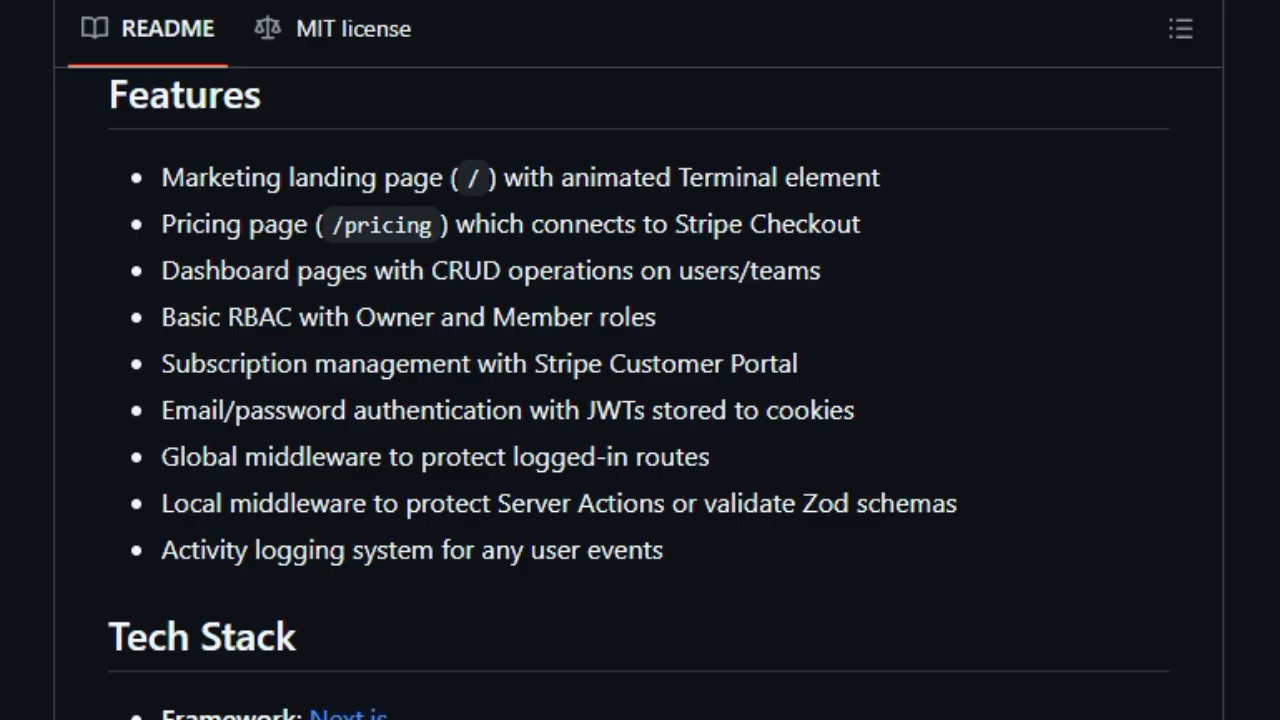 README
MIT license
Features
Marketing landing page ( / ) with animated Terminal element
Pricing page ( /pricing ) which connects to Stripe Checkout
Dashboard pages with CRUD operations on users/teams
Basic RBAC with Owner and Member roles
Subscription management with Stripe Customer Portal
Email/password authentication with JWTs stored to cookies
Global middleware to protect logged-in routes
Local middleware to protect Server Actions or validate Zod schemas
Activity logging system for any user events
Tech Stack
Framework: Next.js